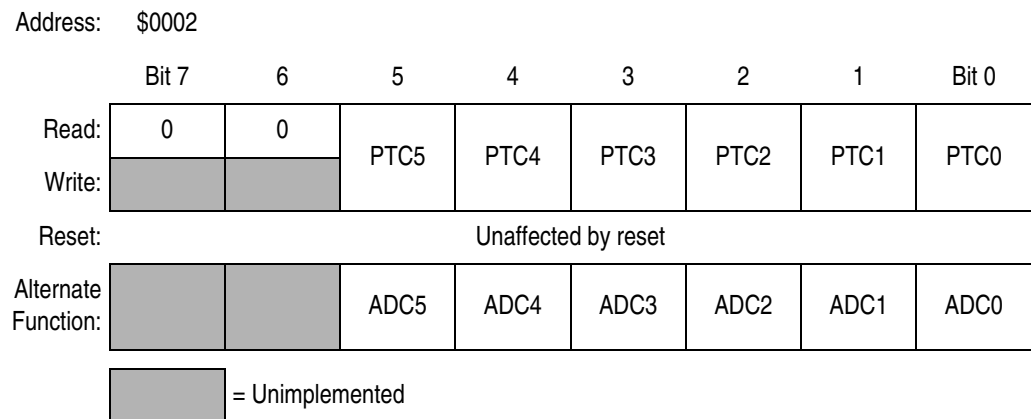 Address: $0002
Bit 7 6 5 4 3 2 1 Bit 0
Read: 0 0 PTC5 PTC4 PTC3 PTC2 PTC1 PTC0
Write:
Reset: Unaffected by reset
Alternate
Function: ADC5 ADC4 ADC3 ADC2 ADC1 ADC0
= Unimplemented